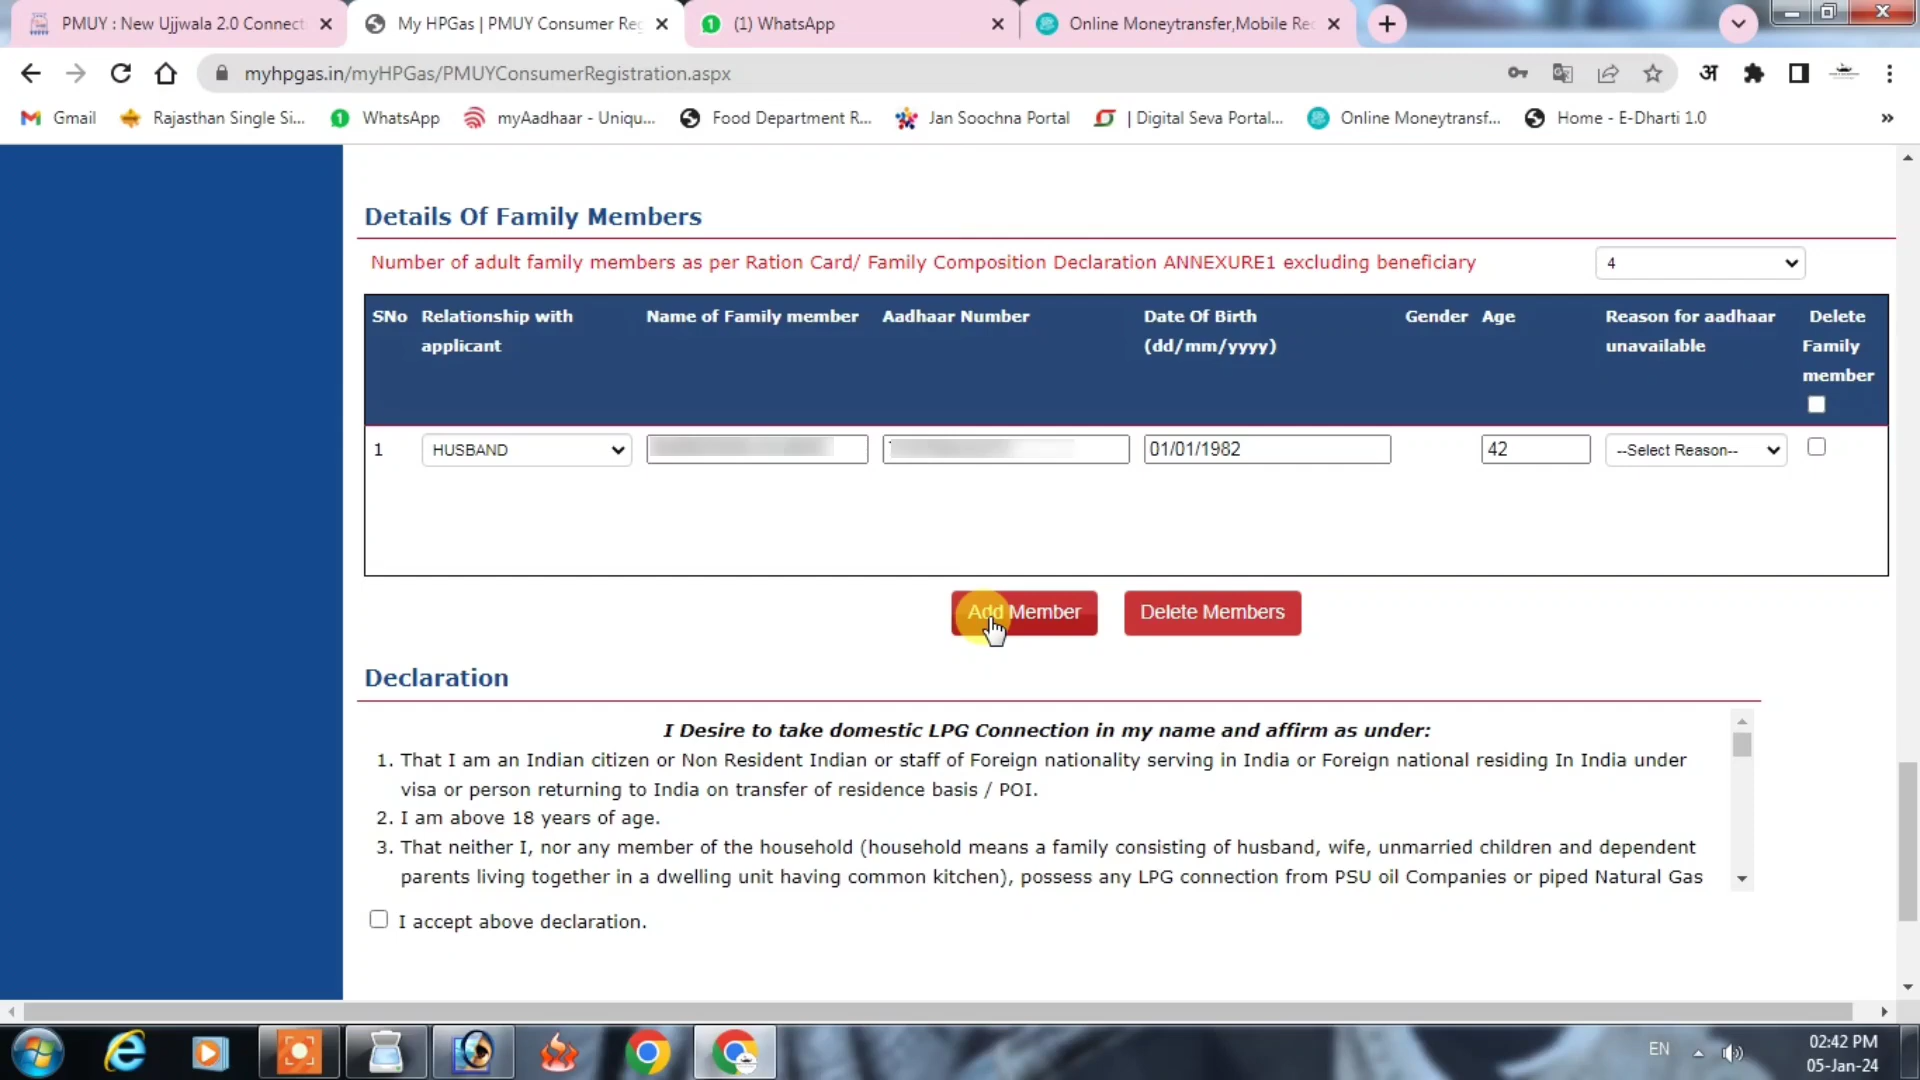 PMUY : New Ujjwala 2.0 Connect
My HPGas | PMUY Consumer Re
(1) WhatsApp
Online Moneytransfer,Mobile Re
myhpgas.in/myHPGas/PMUYConsumerRegistration.aspx
अ
Gmail
Rajasthan Single Si...
WhatsApp
myAadhaar - Uniqu...
Food Department R...
Jan Soochna Portal
| Digital Seva Portal...
Online Moneytransf...
Home - E-Dharti 1.0
»
Details Of Family Members
Number of adult family members as per Ration Card/ Family Composition Declaration ANNEXURE1 excluding beneficiary
4
SNo
Relationship with
applicant
Name of Family member
Aadhaar Number
Date Of Birth
(dd/mm/yyyy)
Gender
Age
Reason for aadhaar
unavailable
Delete
Family
member
1
HUSBAND
01/01/1982
42
--Select Reason--
Add Member
Delete Members
Declaration
I Desire to take domestic LPG Connection in my name and affirm as under:
1. That I am an Indian citizen or Non Resident Indian or staff of Foreign nationality serving in India or Foreign national residing In India under
visa or person returning to India on transfer of residence basis / POI.
2. I am above 18 years of age.
3. That neither I, nor any member of the household (household means a family consisting of husband, wife, unmarried children and dependent
parents living together in a dwelling unit having common kitchen), possess any LPG connection from PSU oil Companies or piped Natural Gas
I accept above declaration.
EN
02:42 PM
05-Jan-24